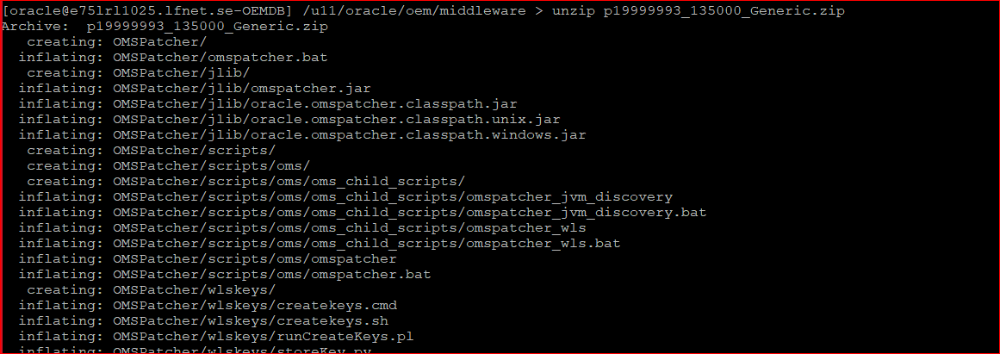 [oracle@e75lrl1025.lfnet.se-OEMDB] /u11/oracle/oem/middleware > unzip p19999993_135000_Generic.zip
Archive:  p19999993_135000_Generic.zip
   creating: OMSPatcher/
  inflating: OMSPatcher/omspatcher.bat
   creating: OMSPatcher/jlib/
  inflating: OMSPatcher/jlib/omspatcher.jar
  inflating: OMSPatcher/jlib/oracle.omspatcher.classpath.jar
  inflating: OMSPatcher/jlib/oracle.omspatcher.classpath.unix.jar
  inflating: OMSPatcher/jlib/oracle.omspatcher.classpath.windows.jar
   creating: OMSPatcher/scripts/
   creating: OMSPatcher/scripts/oms/
   creating: OMSPatcher/scripts/oms/oms_child_scripts/
  inflating: OMSPatcher/scripts/oms/oms_child_scripts/omspatcher_jvm_discovery
  inflating: OMSPatcher/scripts/oms/oms_child_scripts/omspatcher_jvm_discovery.bat
  inflating: OMSPatcher/scripts/oms/oms_child_scripts/omspatcher_wls
  inflating: OMSPatcher/scripts/oms/oms_child_scripts/omspatcher_wls.bat
  inflating: OMSPatcher/scripts/oms/omspatcher
  inflating: OMSPatcher/scripts/oms/omspatcher.bat
   creating: OMSPatcher/wlskeys/
  inflating: OMSPatcher/wlskeys/createkeys.cmd
  inflating: OMSPatcher/wlskeys/createkeys.sh
  inflating: OMSPatcher/wlskeys/runCreateKeys.pl
  inflating: OMSPatcher/wlskeys/storeKey.py